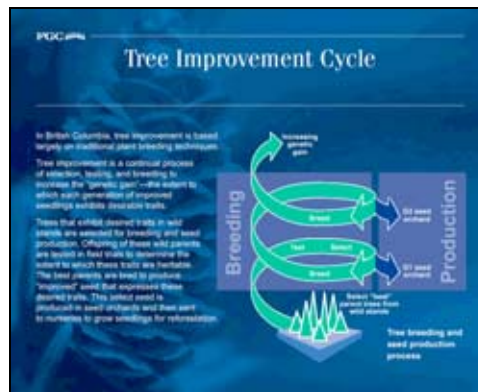 FGC
Tree Improvement Cycle
In British Columbia, tree improvement is based
largely on traditional plant breeding techniques.
Tree improvement is a continual process
of selection, testing, and breeding to
increase the "genetic gain"—the extent to
which each generation of improved
seedlings exhibits desirable traits.
Trees that exhibit desired traits in wild
stands are selected for breeding and seed
production. Offspring of these wild parents
are tested in field trials to determine the
extent to which these traits are heritable.
The best parents are bred to produce
"improved" seed that expresses these
desired traits. This select seed is
produced in seed orchards and then sent
to nurseries to grow seedlings for reforestation.
Increasing
genetic
gain
Breeding
Production
Breed
G2 seed
orchard
Test Select
Breed
G1 seed
orchard
Select "best"
parent trees from
wild stands
Tree breeding and
seed production
process